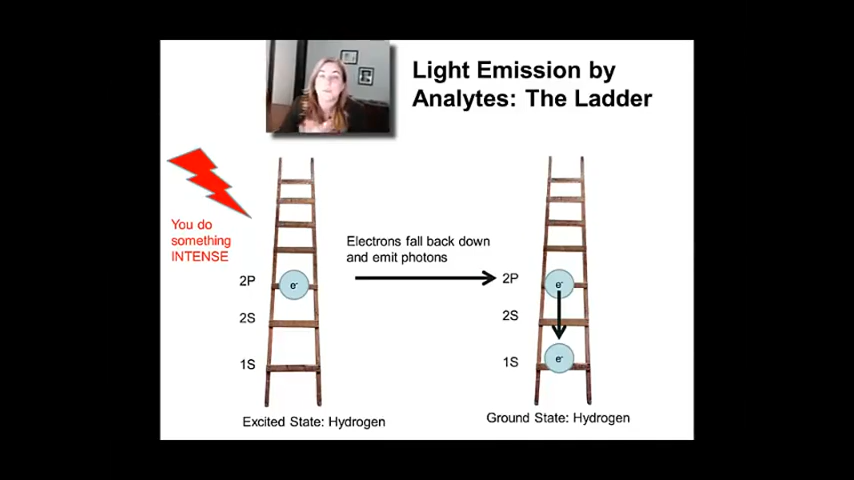 Light Emission by
Analytes: The Ladder
You do
something
INTENSE
Electrons fall back down
and emit photons
2P
e-
2S
1S
Excited State: Hydrogen
2P
e-
2S
1S
e-
Ground State: Hydrogen